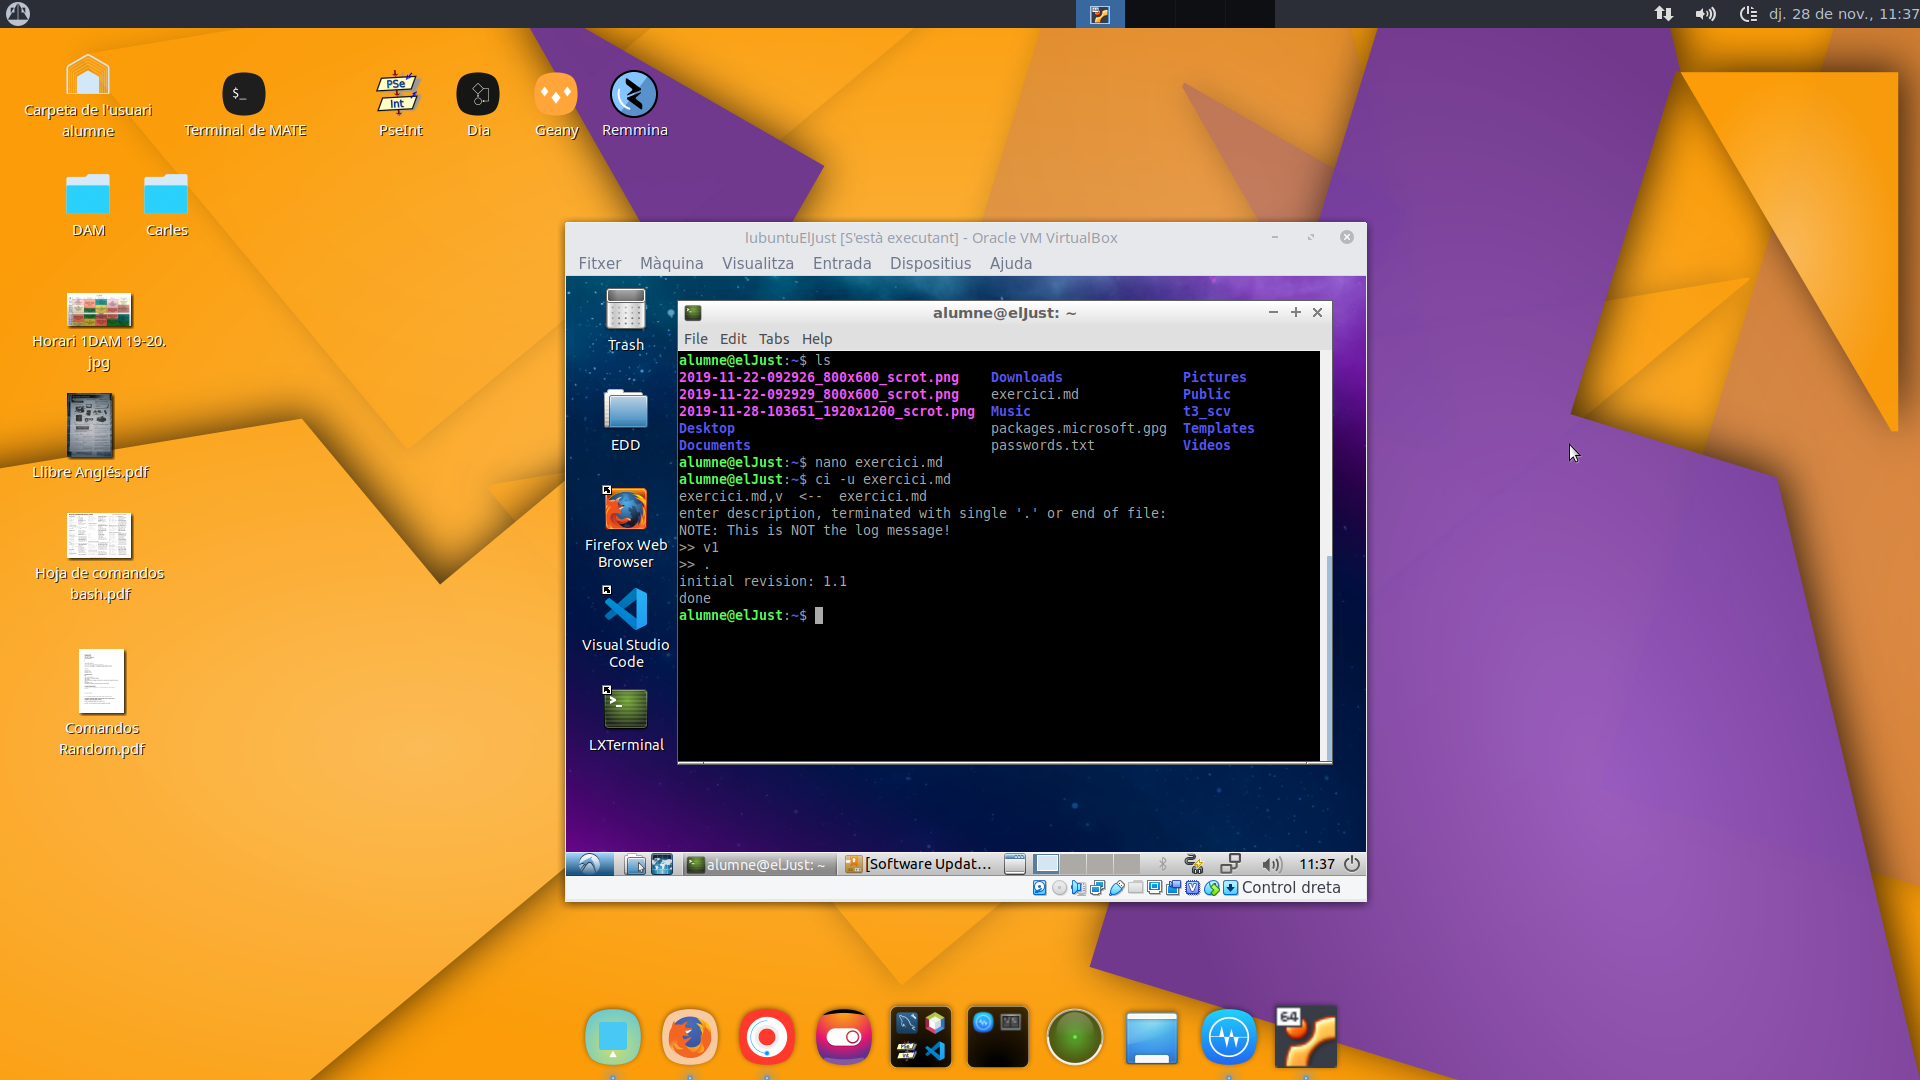 dj. 28 de nov., 11:37
Carpeta de l'usuari
alumne
$_
Terminal de MATE
PSe
Int
PseInt
Dia
Geany
Remmina
DAM
Carles
Horari 1DAM 19-20.
jpg
Llibre Anglés.pdf
Hoja de comandos
bash.pdf
Comandos
Random.pdf
lubuntuElJust [S'està executant] - Oracle VM VirtualBox
Fitxer Màquina Visualitza Entrada Dispositius Ajuda
Trash
EDD
Firefox Web
Browser
Visual Studio
Code
LXTerminal
alumne@elJust: ~
File Edit Tabs Help
alumne@elJust:~$ ls
2019-11-22-092926_800x600_scrot.png Downloads Pictures
2019-11-22-092929_800x600_scrot.png exercici.md Public
2019-11-28-103651_1920x1200_scrot.png Music t3_scv
Desktop packages.microsoft.gpg Templates
Documents passwords.txt Videos
alumne@elJust:~$ nano exercici.md
alumne@elJust:~$ ci -u exercici.md
exercici.md,v <-- exercici.md
enter description, terminated with single '.' or end of file:
NOTE: This is NOT the log message!
>> v1
>> .
initial revision: 1.1
done
alumne@elJust:~$
alumne@elJust: ~
[Software Updat...
11:37
Control dreta
64